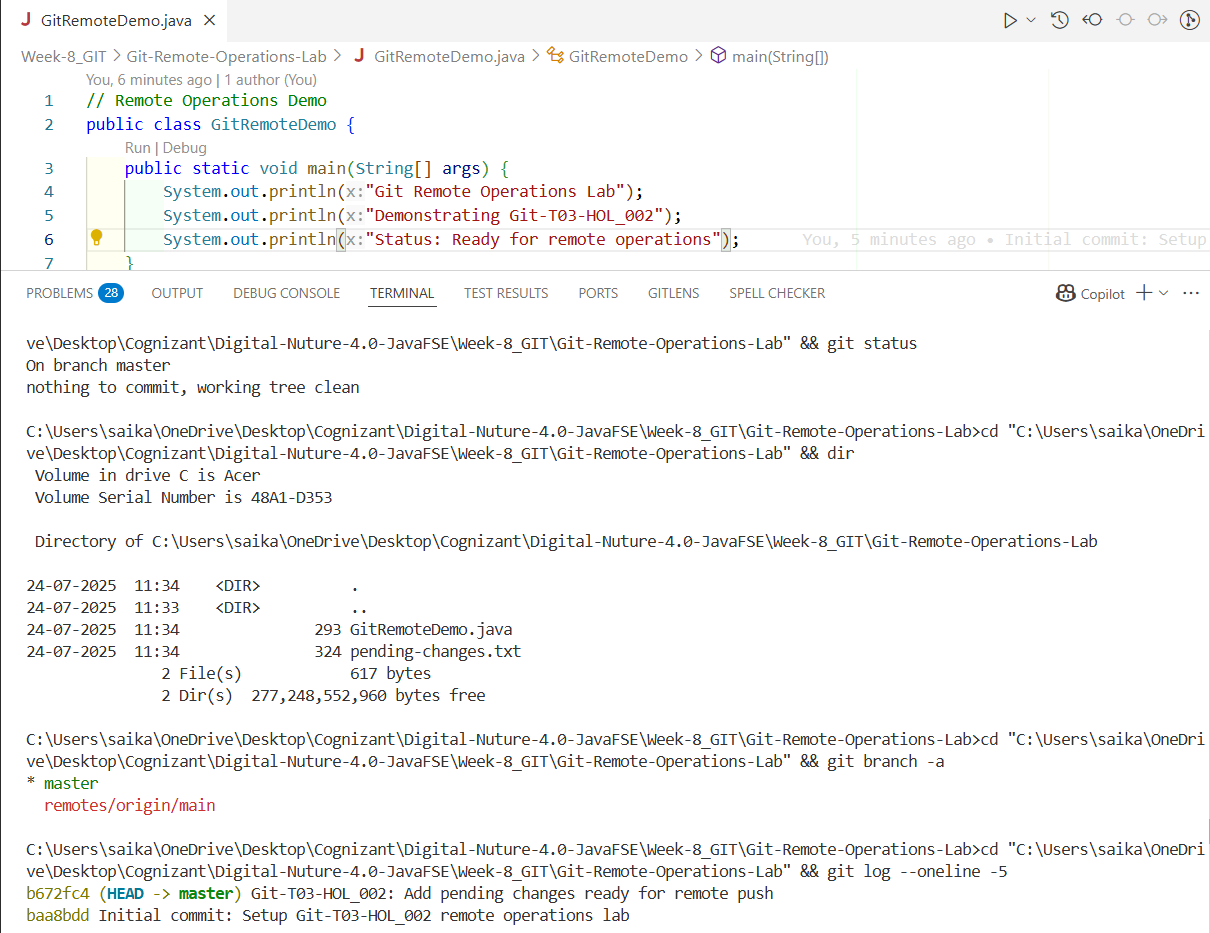 J GitRemoteDemo.java ×
Week-8_GIT > Git-Remote-Operations-Lab > J GitRemoteDemo.java > GitRemoteDemo > main(String[])
You, 6 minutes ago | 1 author (You)
1 // Remote Operations Demo
2 public class GitRemoteDemo {
Run | Debug
3 public static void main(String[] args) {
4 System.out.println(x:"Git Remote Operations Lab");
5 System.out.println(x:"Demonstrating Git-T03-HOL_002");
6 System.out.println(x:"Status: Ready for remote operations"); You, 5 minutes ago • Initial commit: Setup
7 }
PROBLEMS 28 OUTPUT DEBUG CONSOLE TERMINAL TEST RESULTS PORTS GITLENS SPELL CHECKER Copilot
ve\Desktop\Cognizant\Digital-Nuture-4.0-JavaFSE\Week-8_GIT\Git-Remote-Operations-Lab" && git status
On branch master
nothing to commit, working tree clean
C:\Users\saika\OneDrive\Desktop\Cognizant\Digital-Nuture-4.0-JavaFSE\Week-8_GIT\Git-Remote-Operations-Lab>cd "C:\Users\saika\OneDri
ve\Desktop\Cognizant\Digital-Nuture-4.0-JavaFSE\Week-8_GIT\Git-Remote-Operations-Lab" && dir
Volume in drive C is Acer
Volume Serial Number is 48A1-D353
Directory of C:\Users\saika\OneDrive\Desktop\Cognizant\Digital-Nuture-4.0-JavaFSE\Week-8_GIT\Git-Remote-Operations-Lab
24-07-2025 11:34 <DIR> .
24-07-2025 11:33 <DIR> ..
24-07-2025 11:34 293 GitRemoteDemo.java
24-07-2025 11:34 324 pending-changes.txt
2 File(s) 617 bytes
2 Dir(s) 277,248,552,960 bytes free
C:\Users\saika\OneDrive\Desktop\Cognizant\Digital-Nuture-4.0-JavaFSE\Week-8_GIT\Git-Remote-Operations-Lab>cd "C:\Users\saika\OneDri
ve\Desktop\Cognizant\Digital-Nuture-4.0-JavaFSE\Week-8_GIT\Git-Remote-Operations-Lab" && git branch -a
* master
remotes/origin/main
C:\Users\saika\OneDrive\Desktop\Cognizant\Digital-Nuture-4.0-JavaFSE\Week-8_GIT\Git-Remote-Operations-Lab>cd "C:\Users\saika\OneDri
ve\Desktop\Cognizant\Digital-Nuture-4.0-JavaFSE\Week-8_GIT\Git-Remote-Operations-Lab" && git log --oneline -5
b672fc4 (HEAD -> master) Git-T03-HOL_002: Add pending changes ready for remote push
baa8bdd Initial commit: Setup Git-T03-HOL_002 remote operations lab